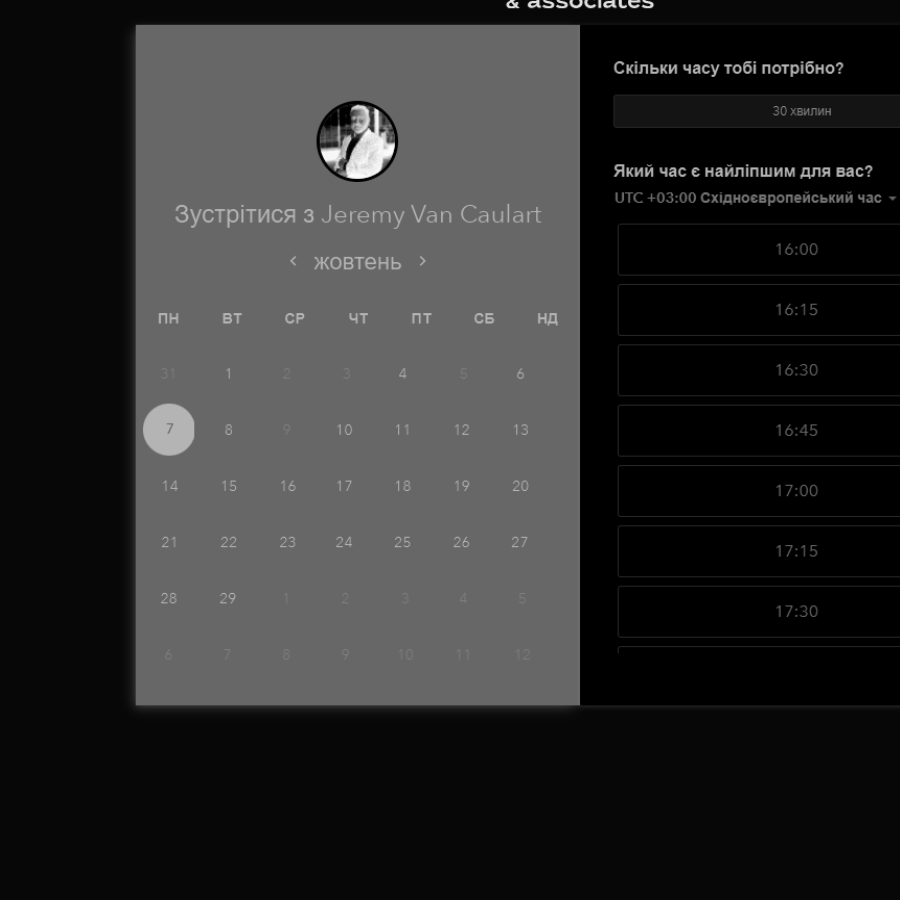 & associates
Зустрітися з Jeremy Van Caulart
жовтень
ПН ВТ СР ЧТ ПТ СБ НД
31 1 2 3 4 5 6
7 8 9 10 11 12 13
14 15 16 17 18 19 20
21 22 23 24 25 26 27
28 29 1 2 3 4 5
6 7 8 9 10 11 12
Скільки часу тобі потрібно?
30 хвилин
Який час є найліпшим для вас?
UTC +03:00 Східноєвропейський час
16:00
16:15
16:30
16:45
17:00
17:15
17:30